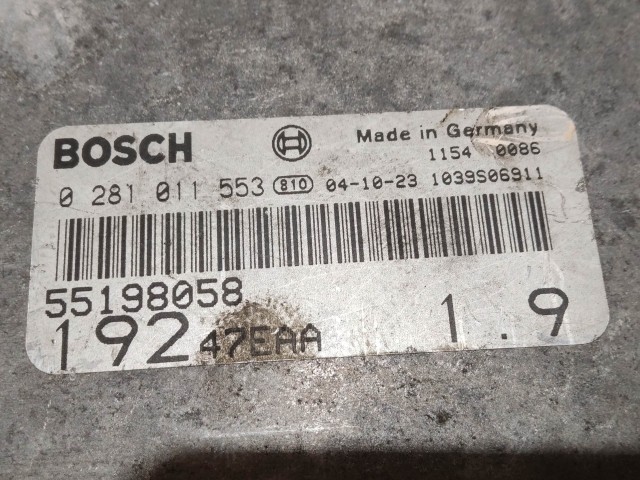 BOSCH Made in Germany
1154 0086
0 281 011 553 810 04-10-23 1039S06911
55198058
192 47EAA 1.9